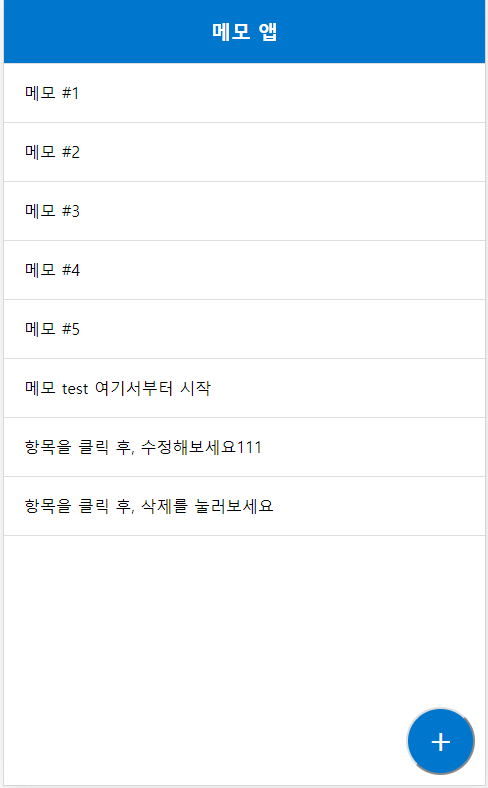 메모 앱
메모 #1
메모 #2
메모 #3
메모 #4
메모 #5
메모 test 여기서부터 시작
항목을 클릭 후, 수정해보세요111
항목을 클릭 후, 삭제를 눌러보세요
+